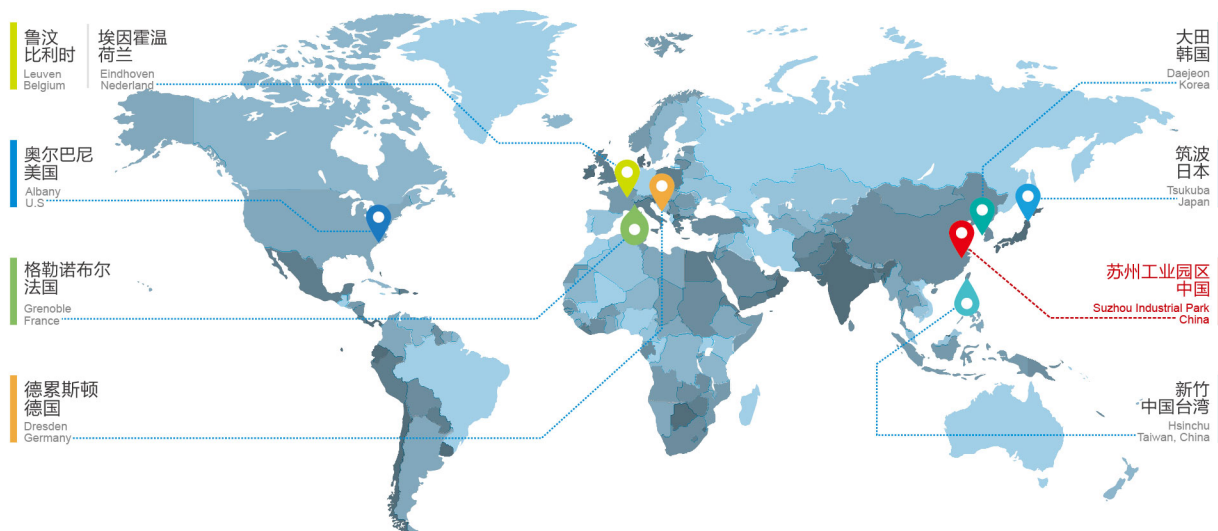 鲁汶
比利时
Leuven
Belgium
埃因霍温
荷兰
Eindhoven
Nederland
奥尔巴尼
美国
Albany
U.S
格勒诺布尔
法国
Grenoble
France
德累斯顿
德国
Dresden
Germany
大田
韩国
Daejeon
Korea
筑波
日本
Tsukuba
Japan
苏州工业园区
中国
Suzhou Industrial Park
China
新竹
中国台湾
Hsinchu
Taiwan, China